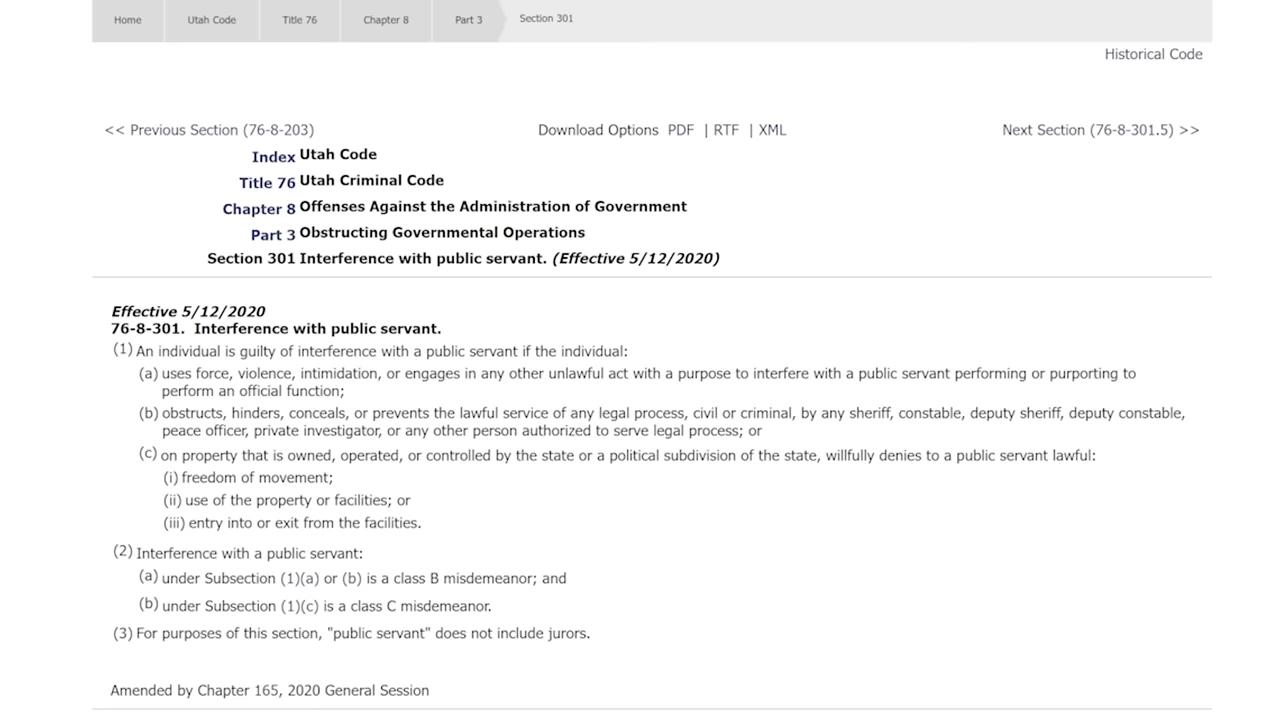 Home Utah Code Title 76 Chapter 8 Part 3 Section 301
Historical Code
<< Previous Section (76-8-203) Download Options PDF | RTF | XML Next Section (76-8-301.5) >>
Index Utah Code
Title 76 Utah Criminal Code
Chapter 8 Offenses Against the Administration of Government
Part 3 Obstructing Governmental Operations
Section 301 Interference with public servant. (Effective 5/12/2020)
Effective 5/12/2020
76-8-301. Interference with public servant.
(1) An individual is guilty of interference with a public servant if the individual:
(a) uses force, violence, intimidation, or engages in any other unlawful act with a purpose to interfere with a public servant performing or purporting to
perform an official function;
(b) obstructs, hinders, conceals, or prevents the lawful service of any legal process, civil or criminal, by any sheriff, constable, deputy sheriff, deputy constable,
peace officer, private investigator, or any other person authorized to serve legal process; or
(c) on property that is owned, operated, or controlled by the state or a political subdivision of the state, willfully denies to a public servant lawful:
(i) freedom of movement;
(ii) use of the property or facilities; or
(iii) entry into or exit from the facilities.
(2) Interference with a public servant:
(a) under Subsection (1)(a) or (b) is a class B misdemeanor; and
(b) under Subsection (1)(c) is a class C misdemeanor.
(3) For purposes of this section, "public servant" does not include jurors.
Amended by Chapter 165, 2020 General Session